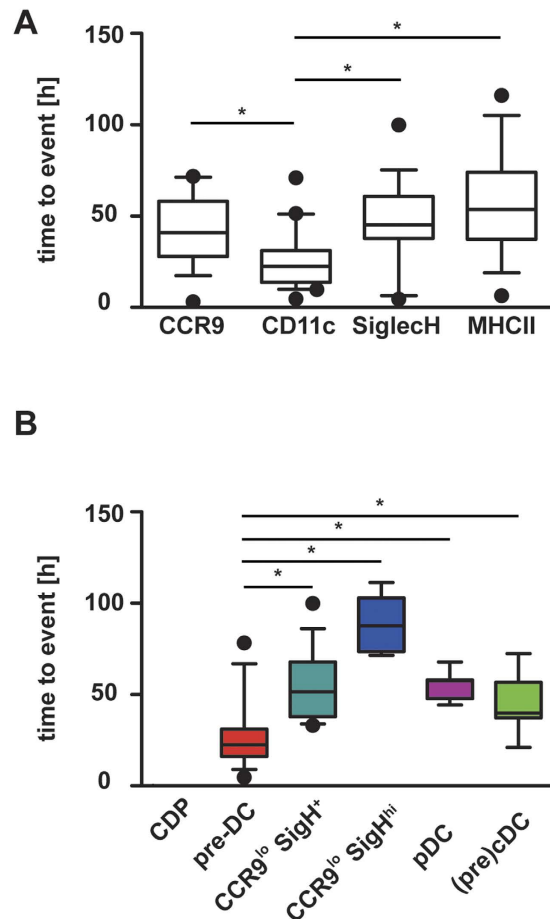 A
time to event [h]
150
100
50
0
*
*
*
CCR9 CD11c SiglecH MHCII
B
time to event [h]
150
100
50
0
*
*
*
*
CDP pre-DC CCR9ˡᵒ SigH⁺ CCR9ˡᵒ SigHʰⁱ pDC (pre)cDC